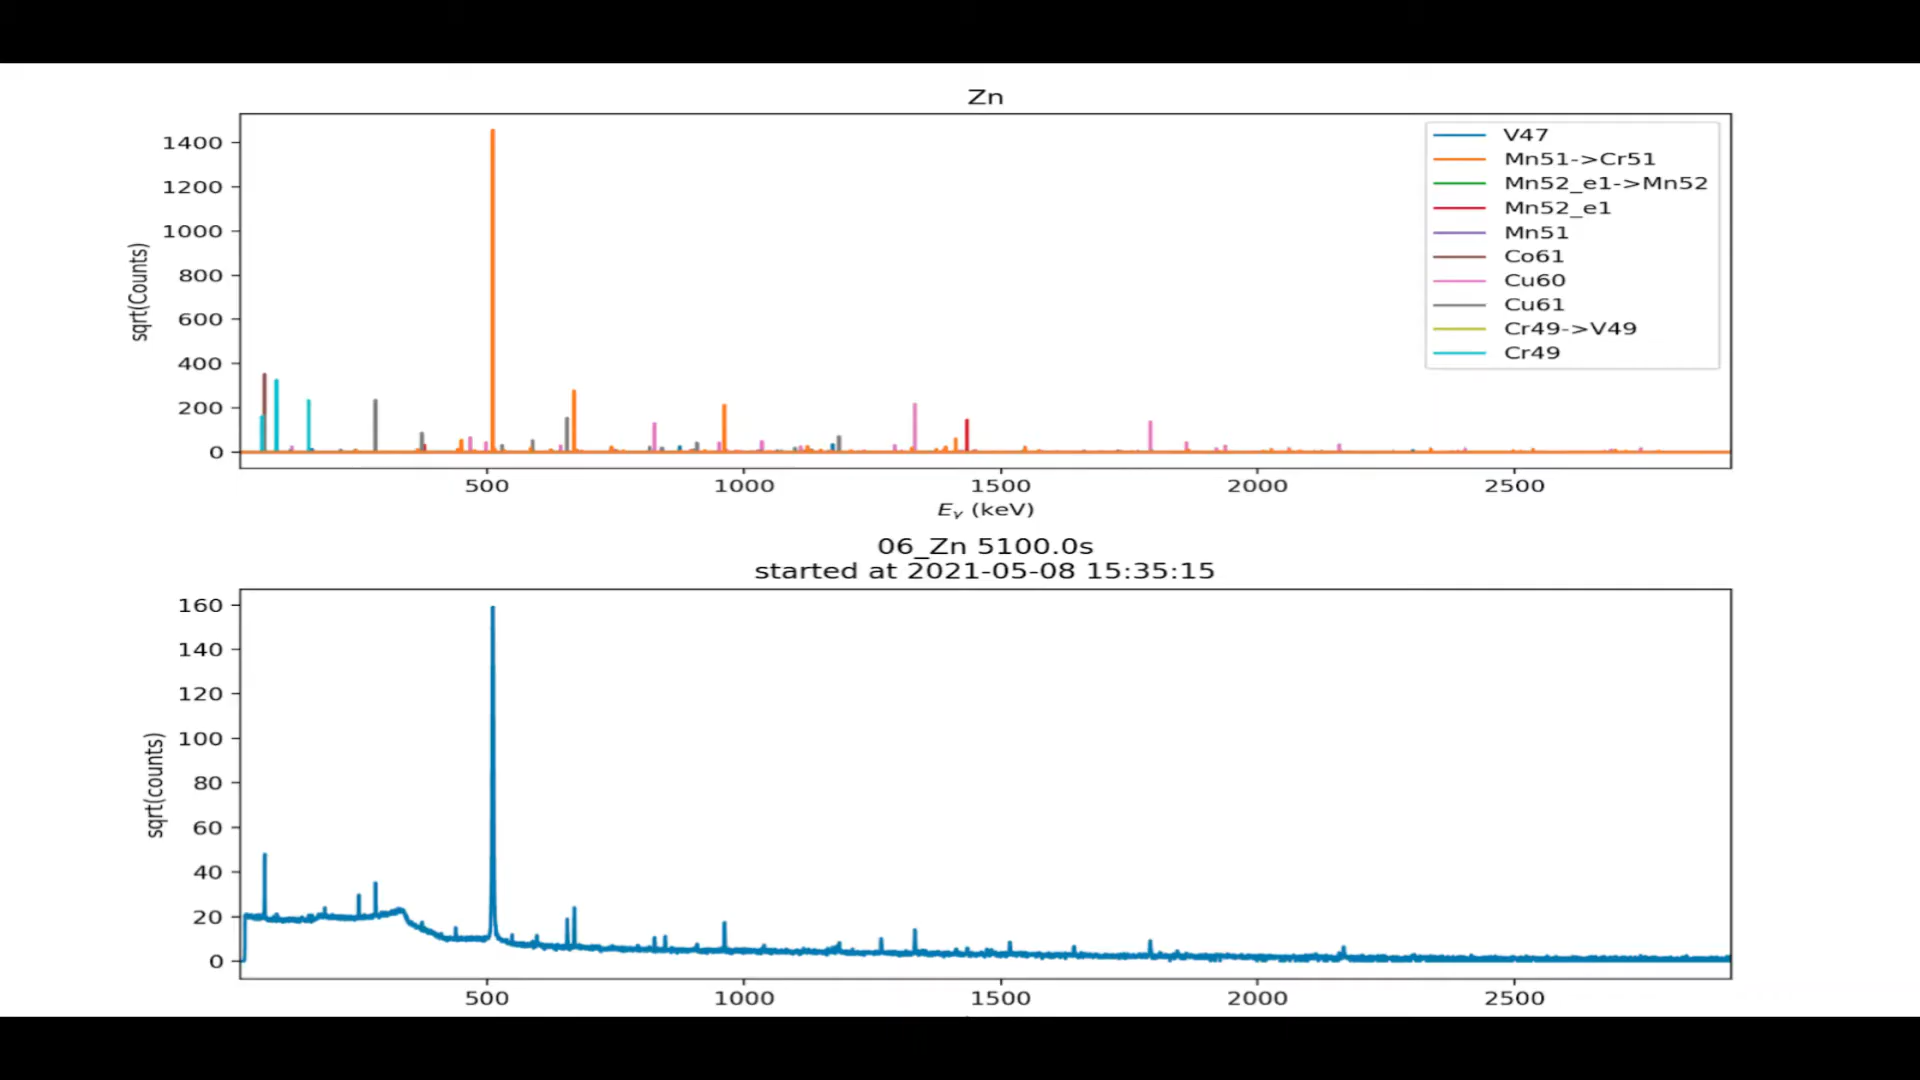 Zn
1400
1200
1000
800
600
400
200
0
sqrt(Counts)
V47
Mn51->Cr51
Mn52_e1->Mn52
Mn52_e1
Mn51
Co61
Cu60
Cu61
Cr49->V49
Cr49
500 1000 1500 2000 2500
Eγ (keV)
06_Zn 5100.0s
started at 2021-05-08 15:35:15
160
140
120
100
80
60
40
20
0
sqrt(counts)
500 1000 1500 2000 2500